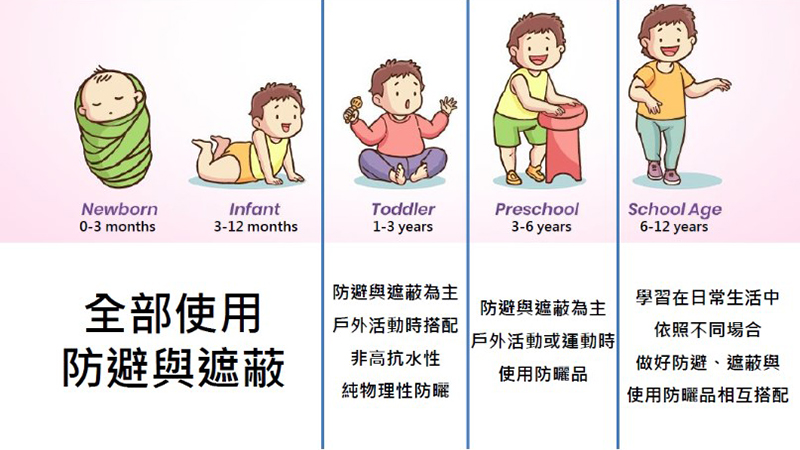 Newborn
0-3 months
Infant
3-12 months
Toddler
1-3 years
Preschool
3-6 years
School Age
6-12 years
全部使用
防避與遮蔽
防避與遮蔽為主
戶外活動時搭配
非高抗水性
純物理性防曬
防避與遮蔽為主
戶外活動或運動時
使用防曬品
學習在日常生活中
依照不同場合
做好防避、遮蔽與
使用防曬品相互搭配